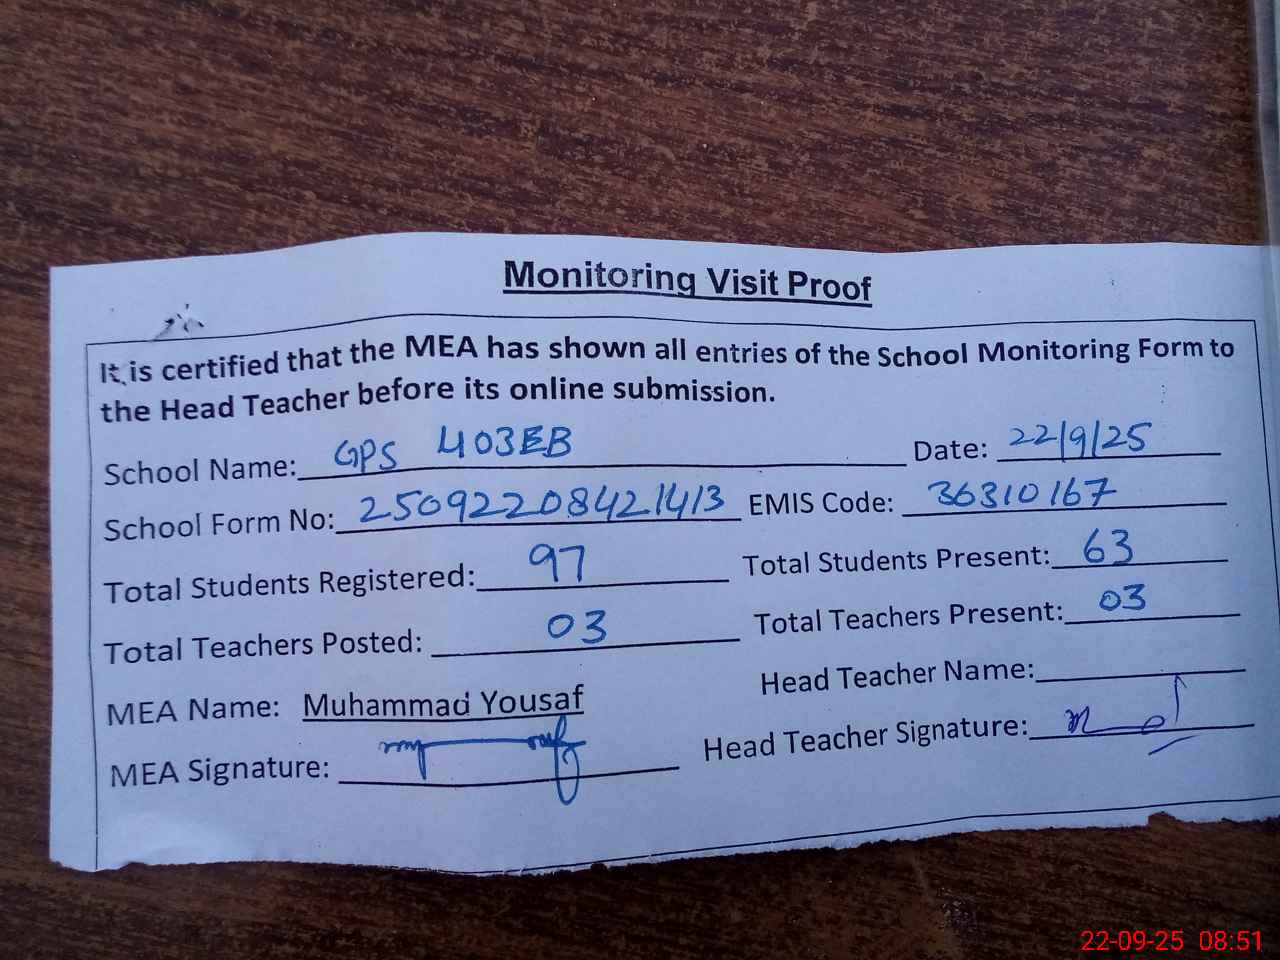 Monitoring Visit Proof
It is certified that the MEA has shown all entries of the School Monitoring Form to
the Head Teacher before its online submission.
School Name: GPS 403EB Date: 22/9/25
School Form No: 250922208421413 EMIS Code: 36310167
Total Students Registered: 97 Total Students Present: 63
Total Teachers Posted: 03 Total Teachers Present: 03
MEA Name: Muhammad Yousaf Head Teacher Name:
MEA Signature: Head Teacher Signature:
22-09-25 08:51